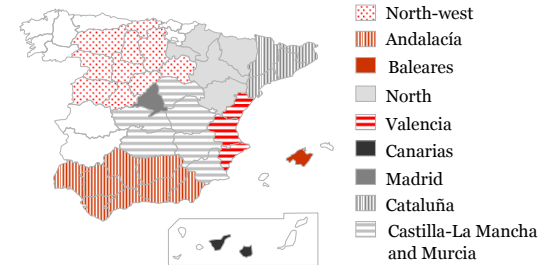 North-west
Andalacía
Baleares
North
Valencia
Canarias
Madrid
Cataluña
Castilla-La Mancha
and Murcia